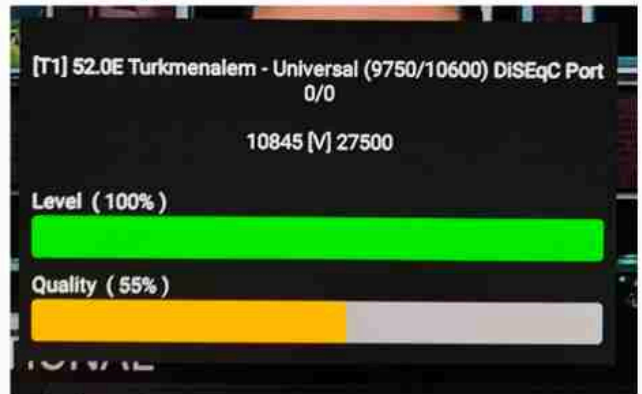 [T1] 52.0E Turkmenalem - Universal (9750/10600) DiSEqC Port
0/0
10845 [V] 27500
Level ( 100% )
Quality ( 55% )